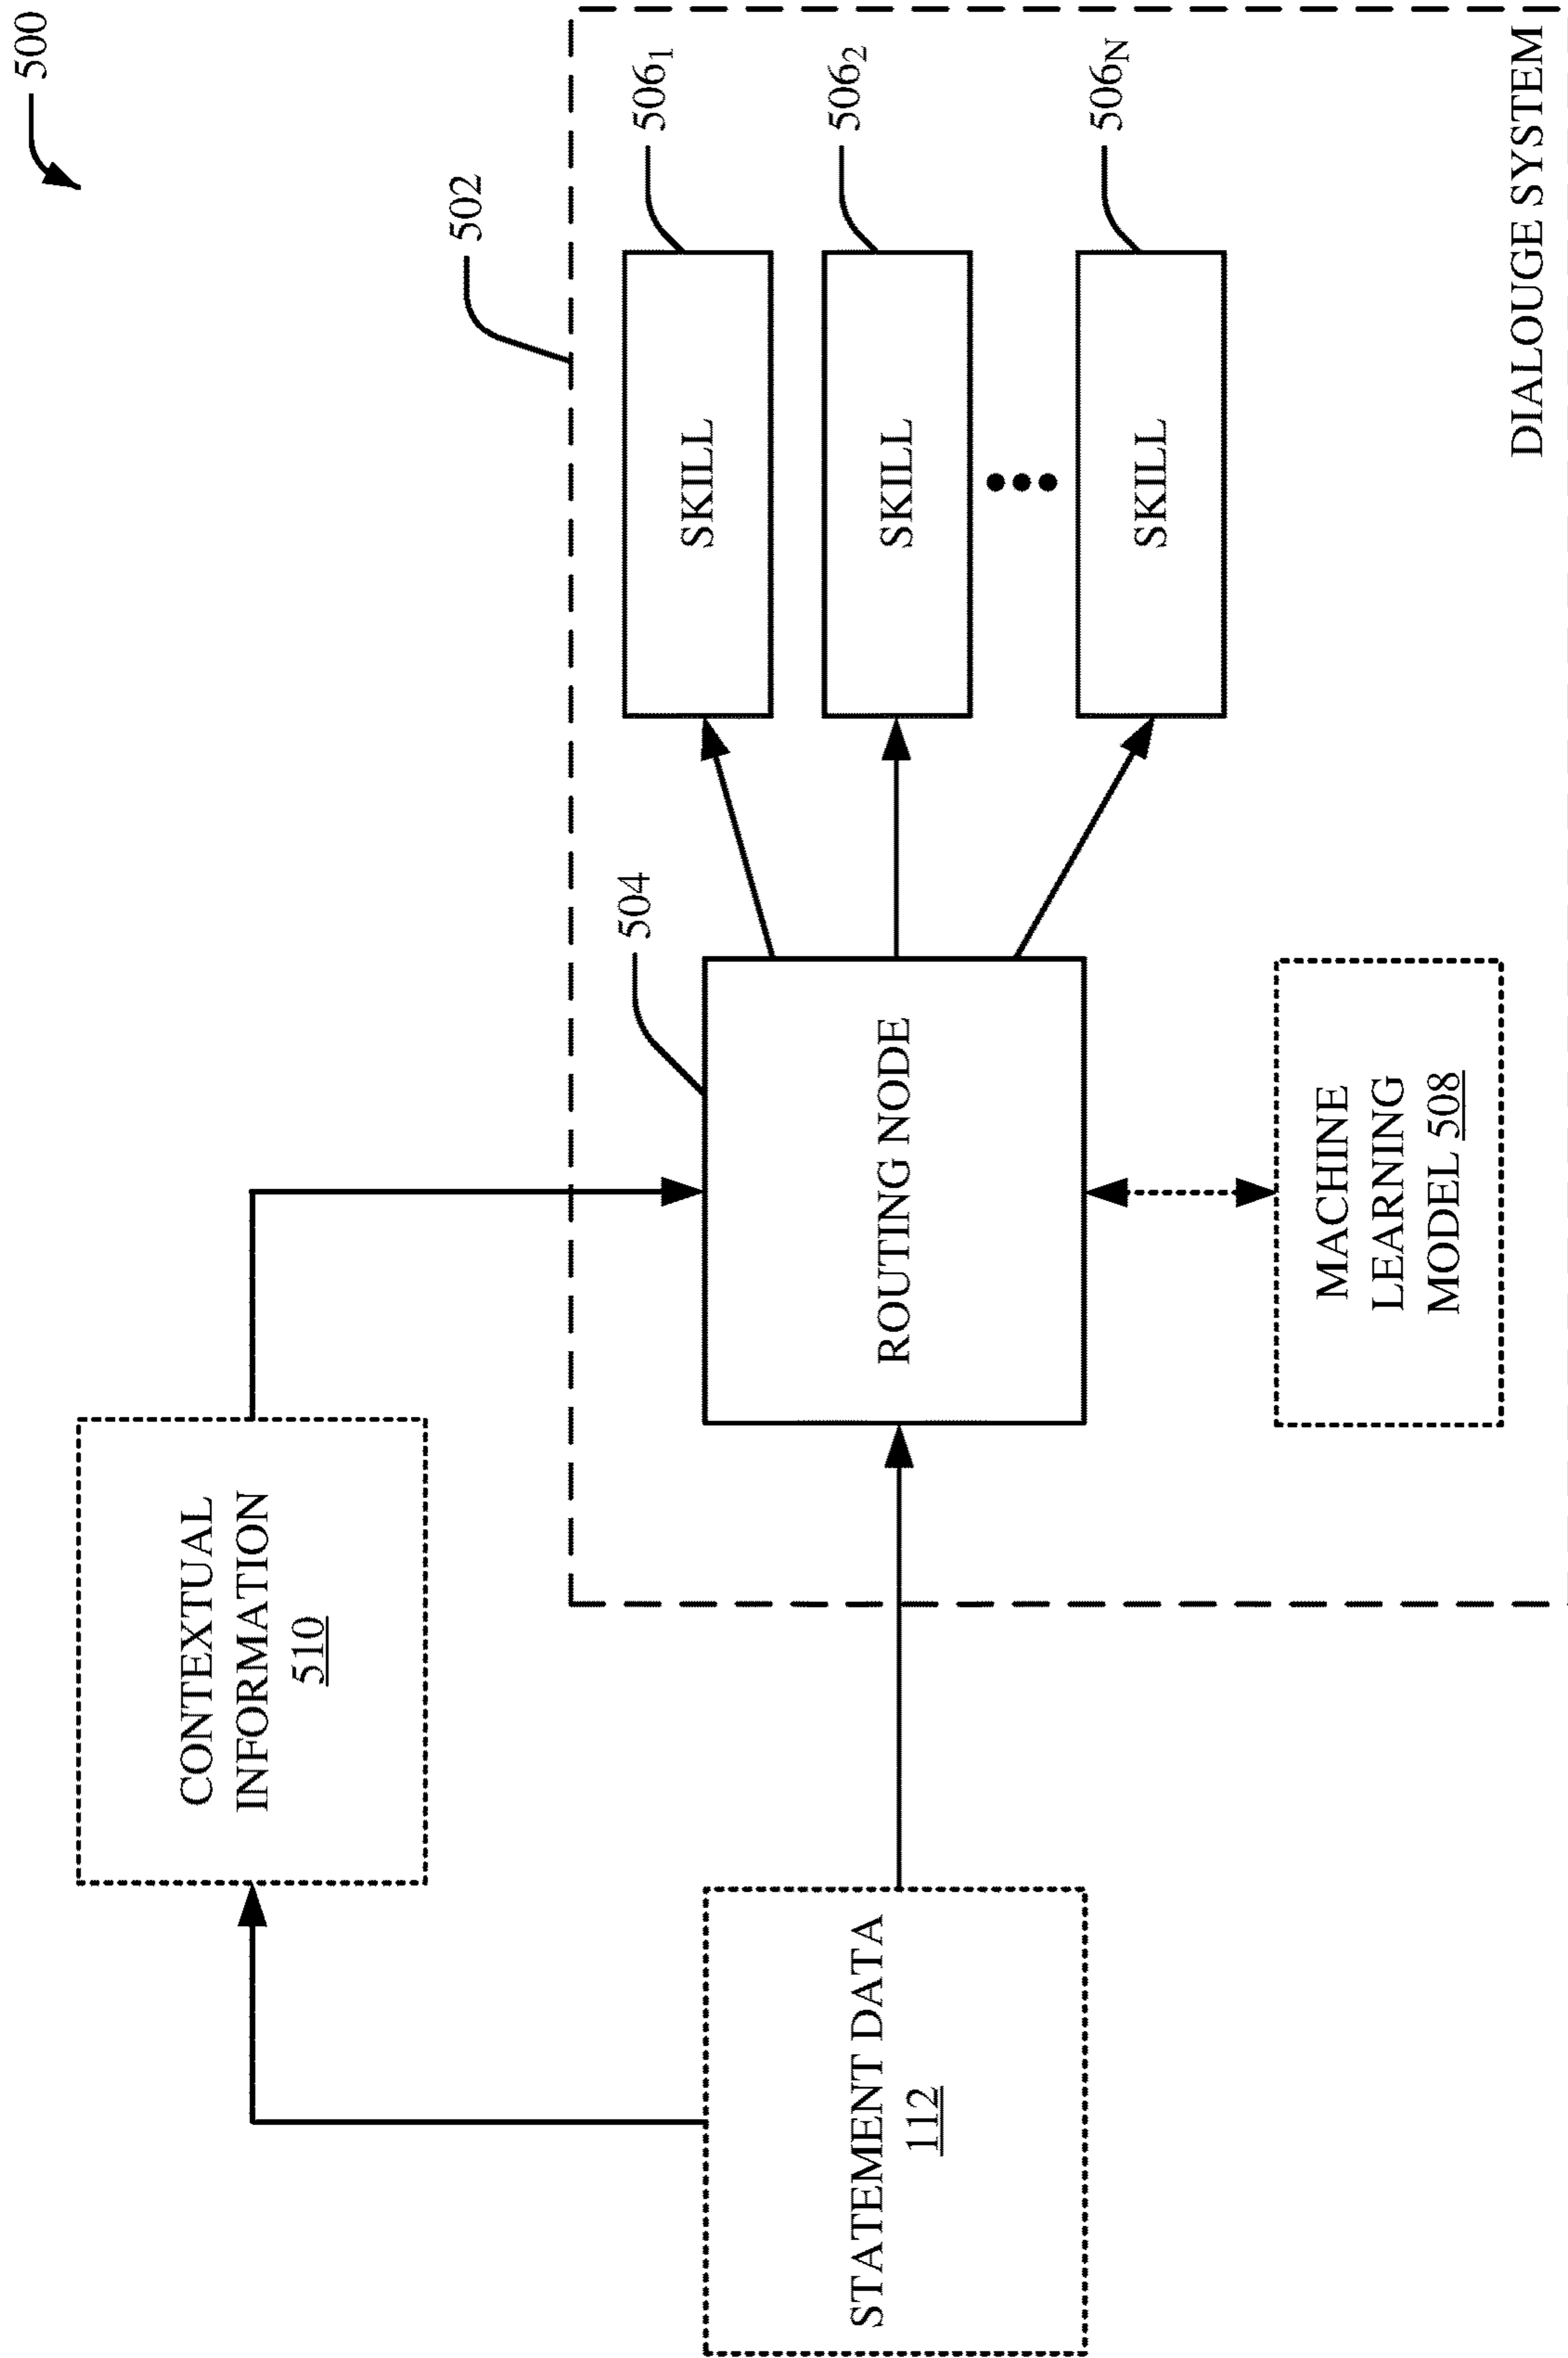 500
502
CONTEXTUAL
INFORMATION
510
504
506₁
506₂
506N
STATEMENT DATA
112
ROUTING NODE
SKILL
SKILL
SKILL
MACHINE
LEARNING
MODEL 508
DIALOUGE SYSTEM